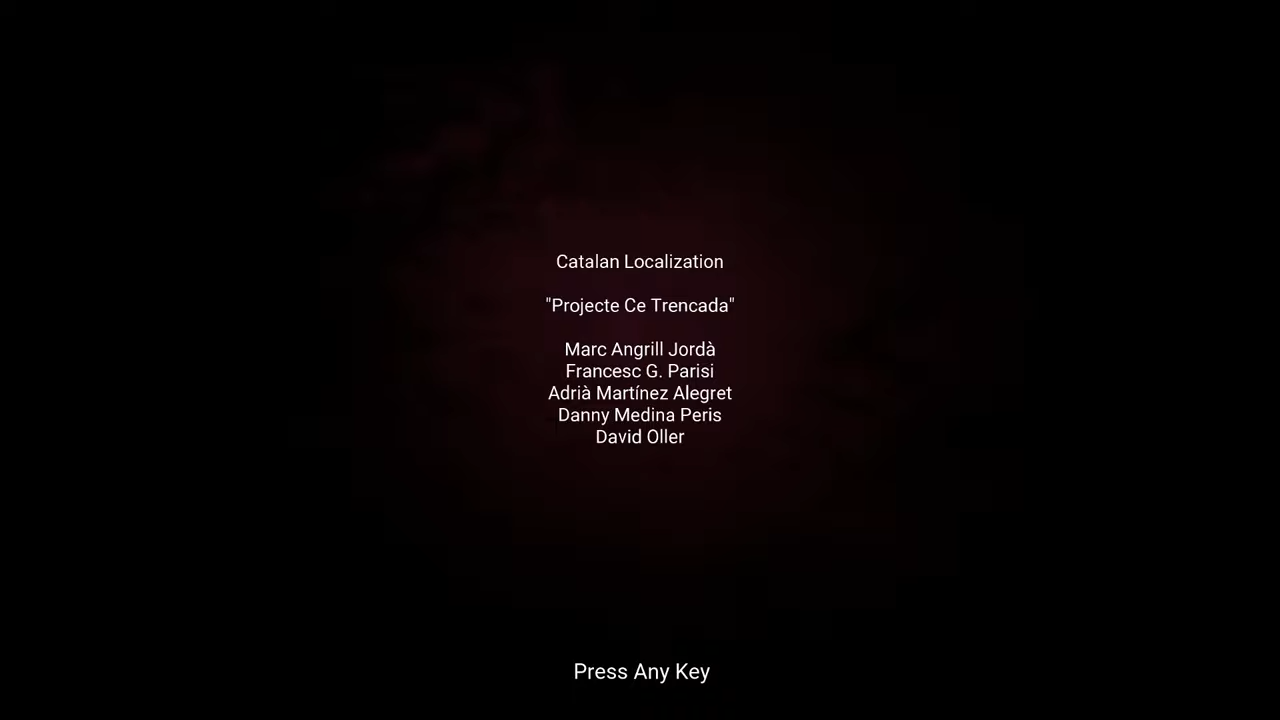 Catalan Localization
"Projecte Ce Trencada"
Marc Angrill Jordà
Francesc G. Parisi
Adrià Martínez Alegret
Danny Medina Peris
David Oller
Press Any Key